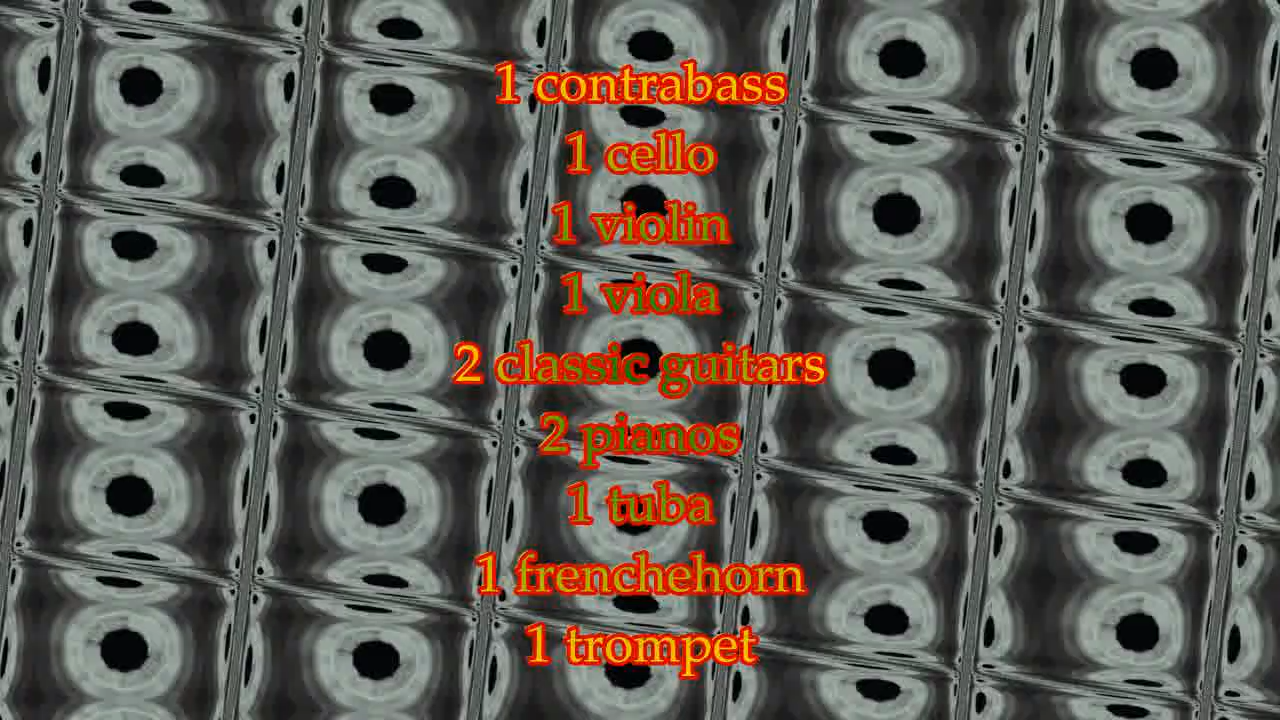 1 contrabass
1 cello
1 violin
1 viola
2 classic guitars
2 pianos
1 tuba
1 frenchehorn
1 trompet